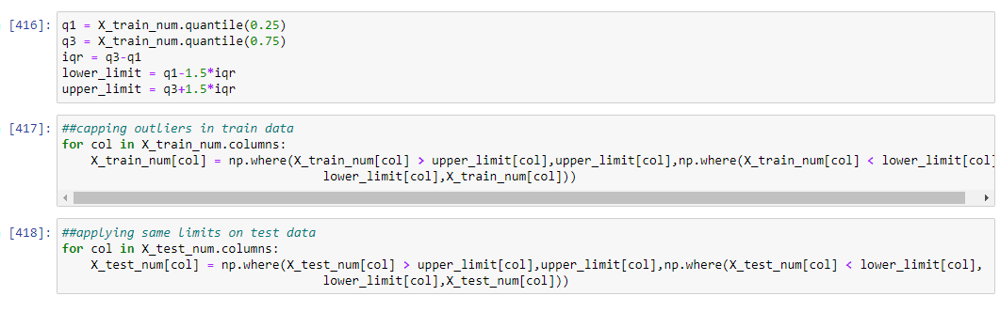 [416]: q1 = X_train_num.quantile(0.25)
q3 = X_train_num.quantile(0.75)
iqr = q3-q1
lower_limit = q1-1.5*iqr
upper_limit = q3+1.5*iqr
[417]: ##capping outliers in train data
for col in X_train_num.columns:
    X_train_num[col] = np.where(X_train_num[col] > upper_limit[col],upper_limit[col],np.where(X_train_num[col] < lower_limit[col]
                                    lower_limit[col],X_train_num[col]))
[418]: ##applying same limits on test data
for col in X_test_num.columns:
    X_test_num[col] = np.where(X_test_num[col] > upper_limit[col],upper_limit[col],np.where(X_test_num[col] < lower_limit[col],
                                    lower_limit[col],X_test_num[col]))